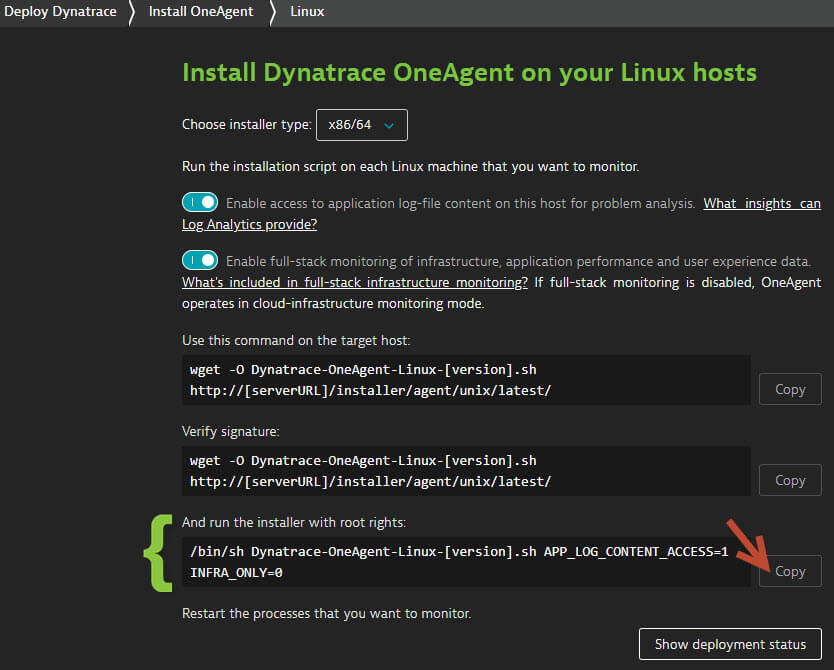 Deploy Dynatrace Install OneAgent Linux
Install Dynatrace OneAgent on your Linux hosts
Choose installer type: x86/64
Run the installation script on each Linux machine that you want to monitor.
Enable access to application log-file content on this host for problem analysis. What insights can
Log Analytics provide?
Enable full-stack monitoring of infrastructure, application performance and user experience data.
What's included in full-stack infrastructure monitoring? If full-stack monitoring is disabled, OneAgent
operates in cloud-infrastructure monitoring mode.
Use this command on the target host:
wget -O Dynatrace-OneAgent-Linux-[version].sh
http://[serverURL]/installer/agent/unix/latest/
Copy
Verify signature:
wget -O Dynatrace-OneAgent-Linux-[version].sh
http://[serverURL]/installer/agent/unix/latest/
Copy
And run the installer with root rights:
/bin/sh Dynatrace-OneAgent-Linux-[version].sh APP_LOG_CONTENT_ACCESS=1
INFRA_ONLY=0
Copy
Restart the processes that you want to monitor.
Show deployment status